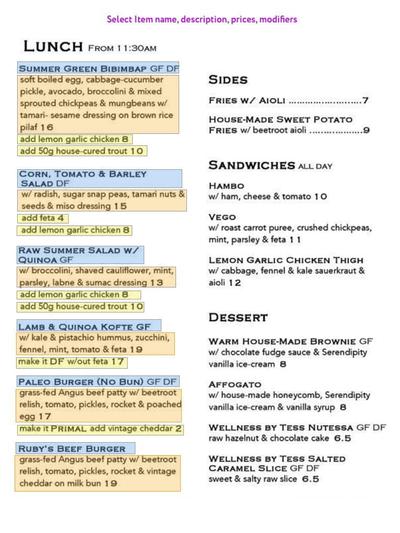 Select Item name, description, prices, modifiers
LUNCH FROM 11:30AM
SUMMER GREEN BIBIMBAP GF DF
soft boiled egg, cabbage-cucumber
pickle, avocado, broccolini & mixed
sprouted chickpeas & mungbeans w/
tamari- sesame dressing on brown rice
pilaf 16
add lemon garlic chicken 8
add 50g house-cured trout 10
CORN, TOMATO & BARLEY
SALAD DF
w/ radish, sugar snap peas, tamari nuts &
seeds & miso dressing 15
add feta 4
add lemon garlic chicken 8
RAW SUMMER SALAD W/
QUINOA GF
w/ broccolini, shaved cauliflower, mint,
parsley, labne & sumac dressing 13
add lemon garlic chicken 8
add 50g house-cured trout 10
LAMB & QUINOA KOFTE GF
w/ kale & pistachio hummus, zucchini,
fennel, mint, tomato & feta 19
make it DF w/out feta 17
PALEO BURGER (NO BUN) GF DF
grass-fed Angus beef patty w/ beetroot
relish, tomato, pickles, rocket & poached
egg 17
make it PRIMAL add vintage cheddar 2
RUBY'S BEEF BURGER
grass-fed Angus beef patty w/ beetroot
relish, tomato, pickles, rocket & vintage
cheddar on milk bun 19
SIDES
FRIES W/ AIOLI ..........................7
HOUSE-MADE SWEET POTATO
FRIES w/ beetroot aioli ...................9
SANDWICHES ALL DAY
HAMBO
w/ ham, cheese & tomato 10
VEGO
w/ roast carrot puree, crushed chickpeas,
mint, parsley & feta 11
LEMON GARLIC CHICKEN THIGH
w/ cabbage, fennel & kale sauerkraut &
aioli 12
DESSERT
WARM HOUSE-MADE BROWNIE GF
w/ chocolate fudge sauce & Serendipity
vanilla ice-cream 8
AFFOGATO
w/ house-made honeycomb, Serendipity
vanilla ice-cream & vanilla syrup 8
WELLNESS BY TESS NUTESSA GF DF
raw hazelnut & chocolate cake 6.5
WELLNESS BY TESS SALTED
CARAMEL SLICE GF DF
sweet & salty raw slice 6.5